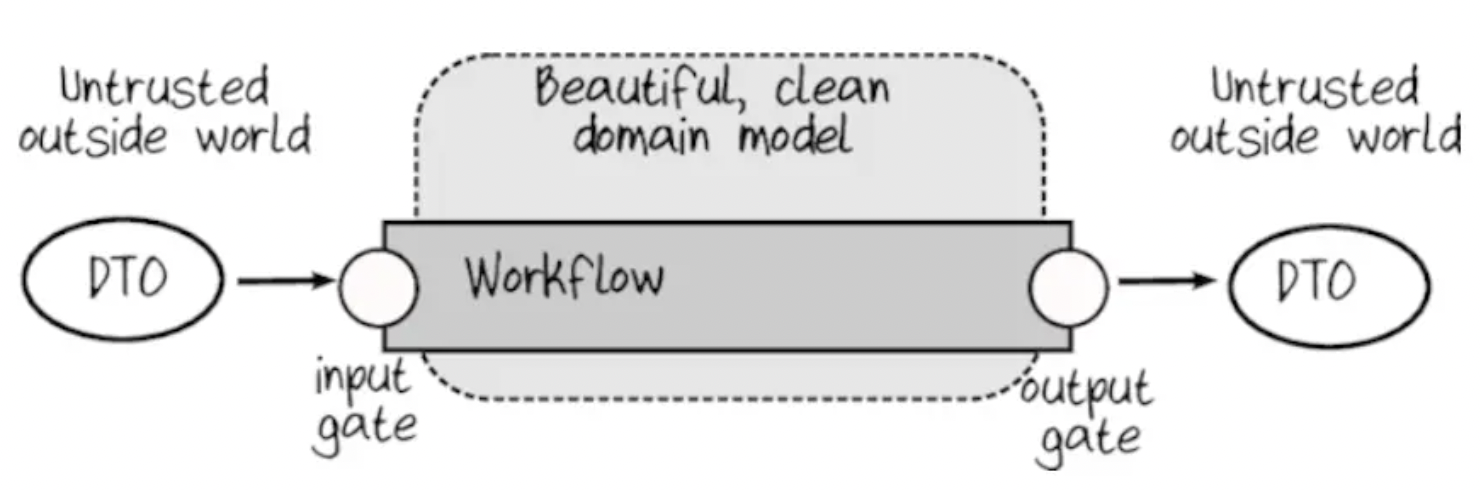 Untrusted
outside world
Beautiful, clean
domain model
Untrusted
outside world
DTO
Workflow
DTO
input
gate
output
gate